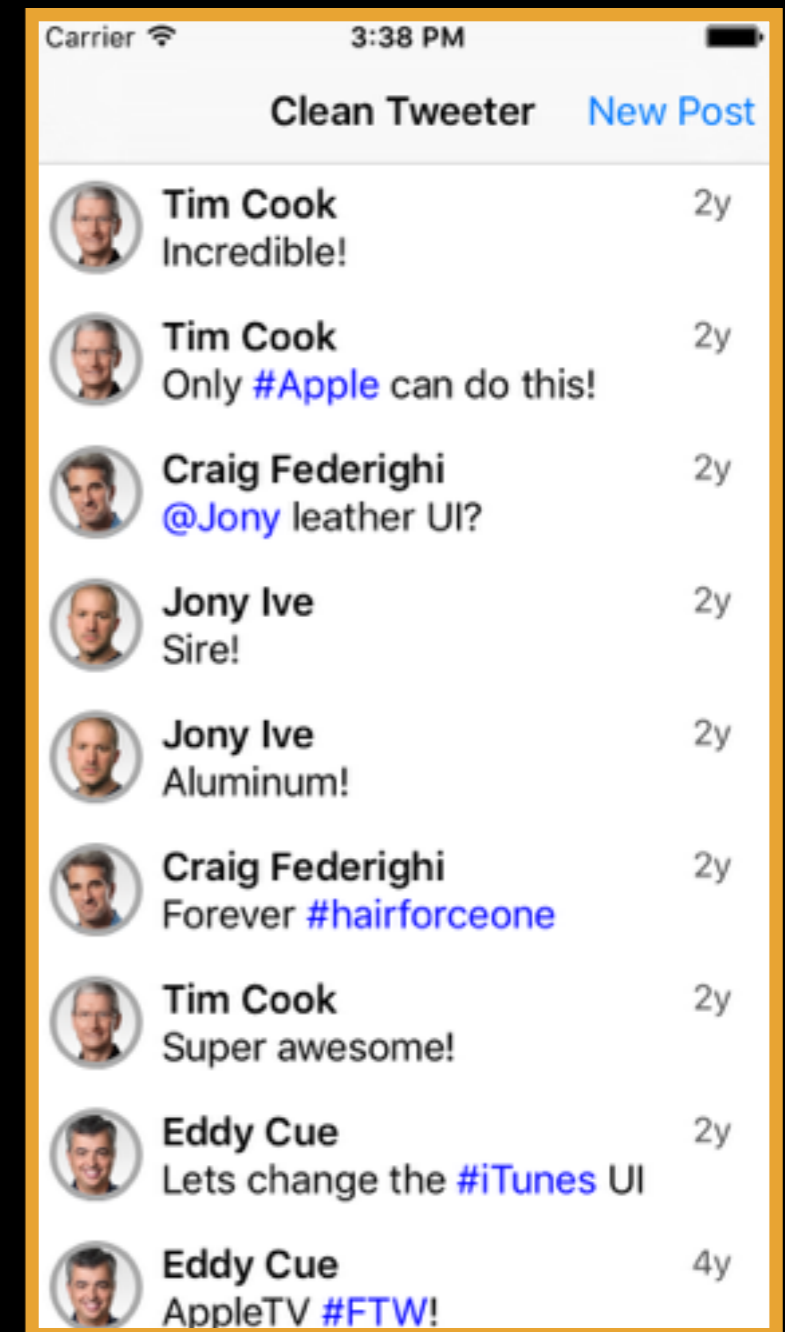 Carrier 3:38 PM
Clean Tweeter New Post
Tim Cook 2y
Incredible!
Tim Cook 2y
Only #Apple can do this!
Craig Federighi 2y
@Jony leather UI?
Jony Ive 2y
Sire!
Jony Ive 2y
Aluminum!
Craig Federighi 2y
Forever #hairforceone
Tim Cook 2y
Super awesome!
Eddy Cue 2y
Lets change the #iTunes UI
Eddy Cue 4y
AppleTV #FTW!